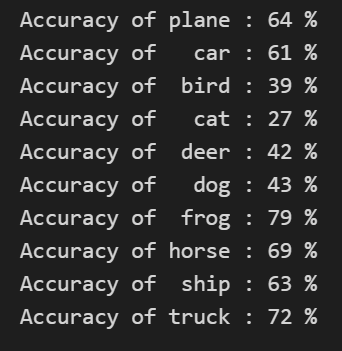 Accuracy of plane : 64 %
Accuracy of   car : 61 %
Accuracy of  bird : 39 %
Accuracy of   cat : 27 %
Accuracy of  deer : 42 %
Accuracy of   dog : 43 %
Accuracy of  frog : 79 %
Accuracy of horse : 69 %
Accuracy of  ship : 63 %
Accuracy of truck : 72 %